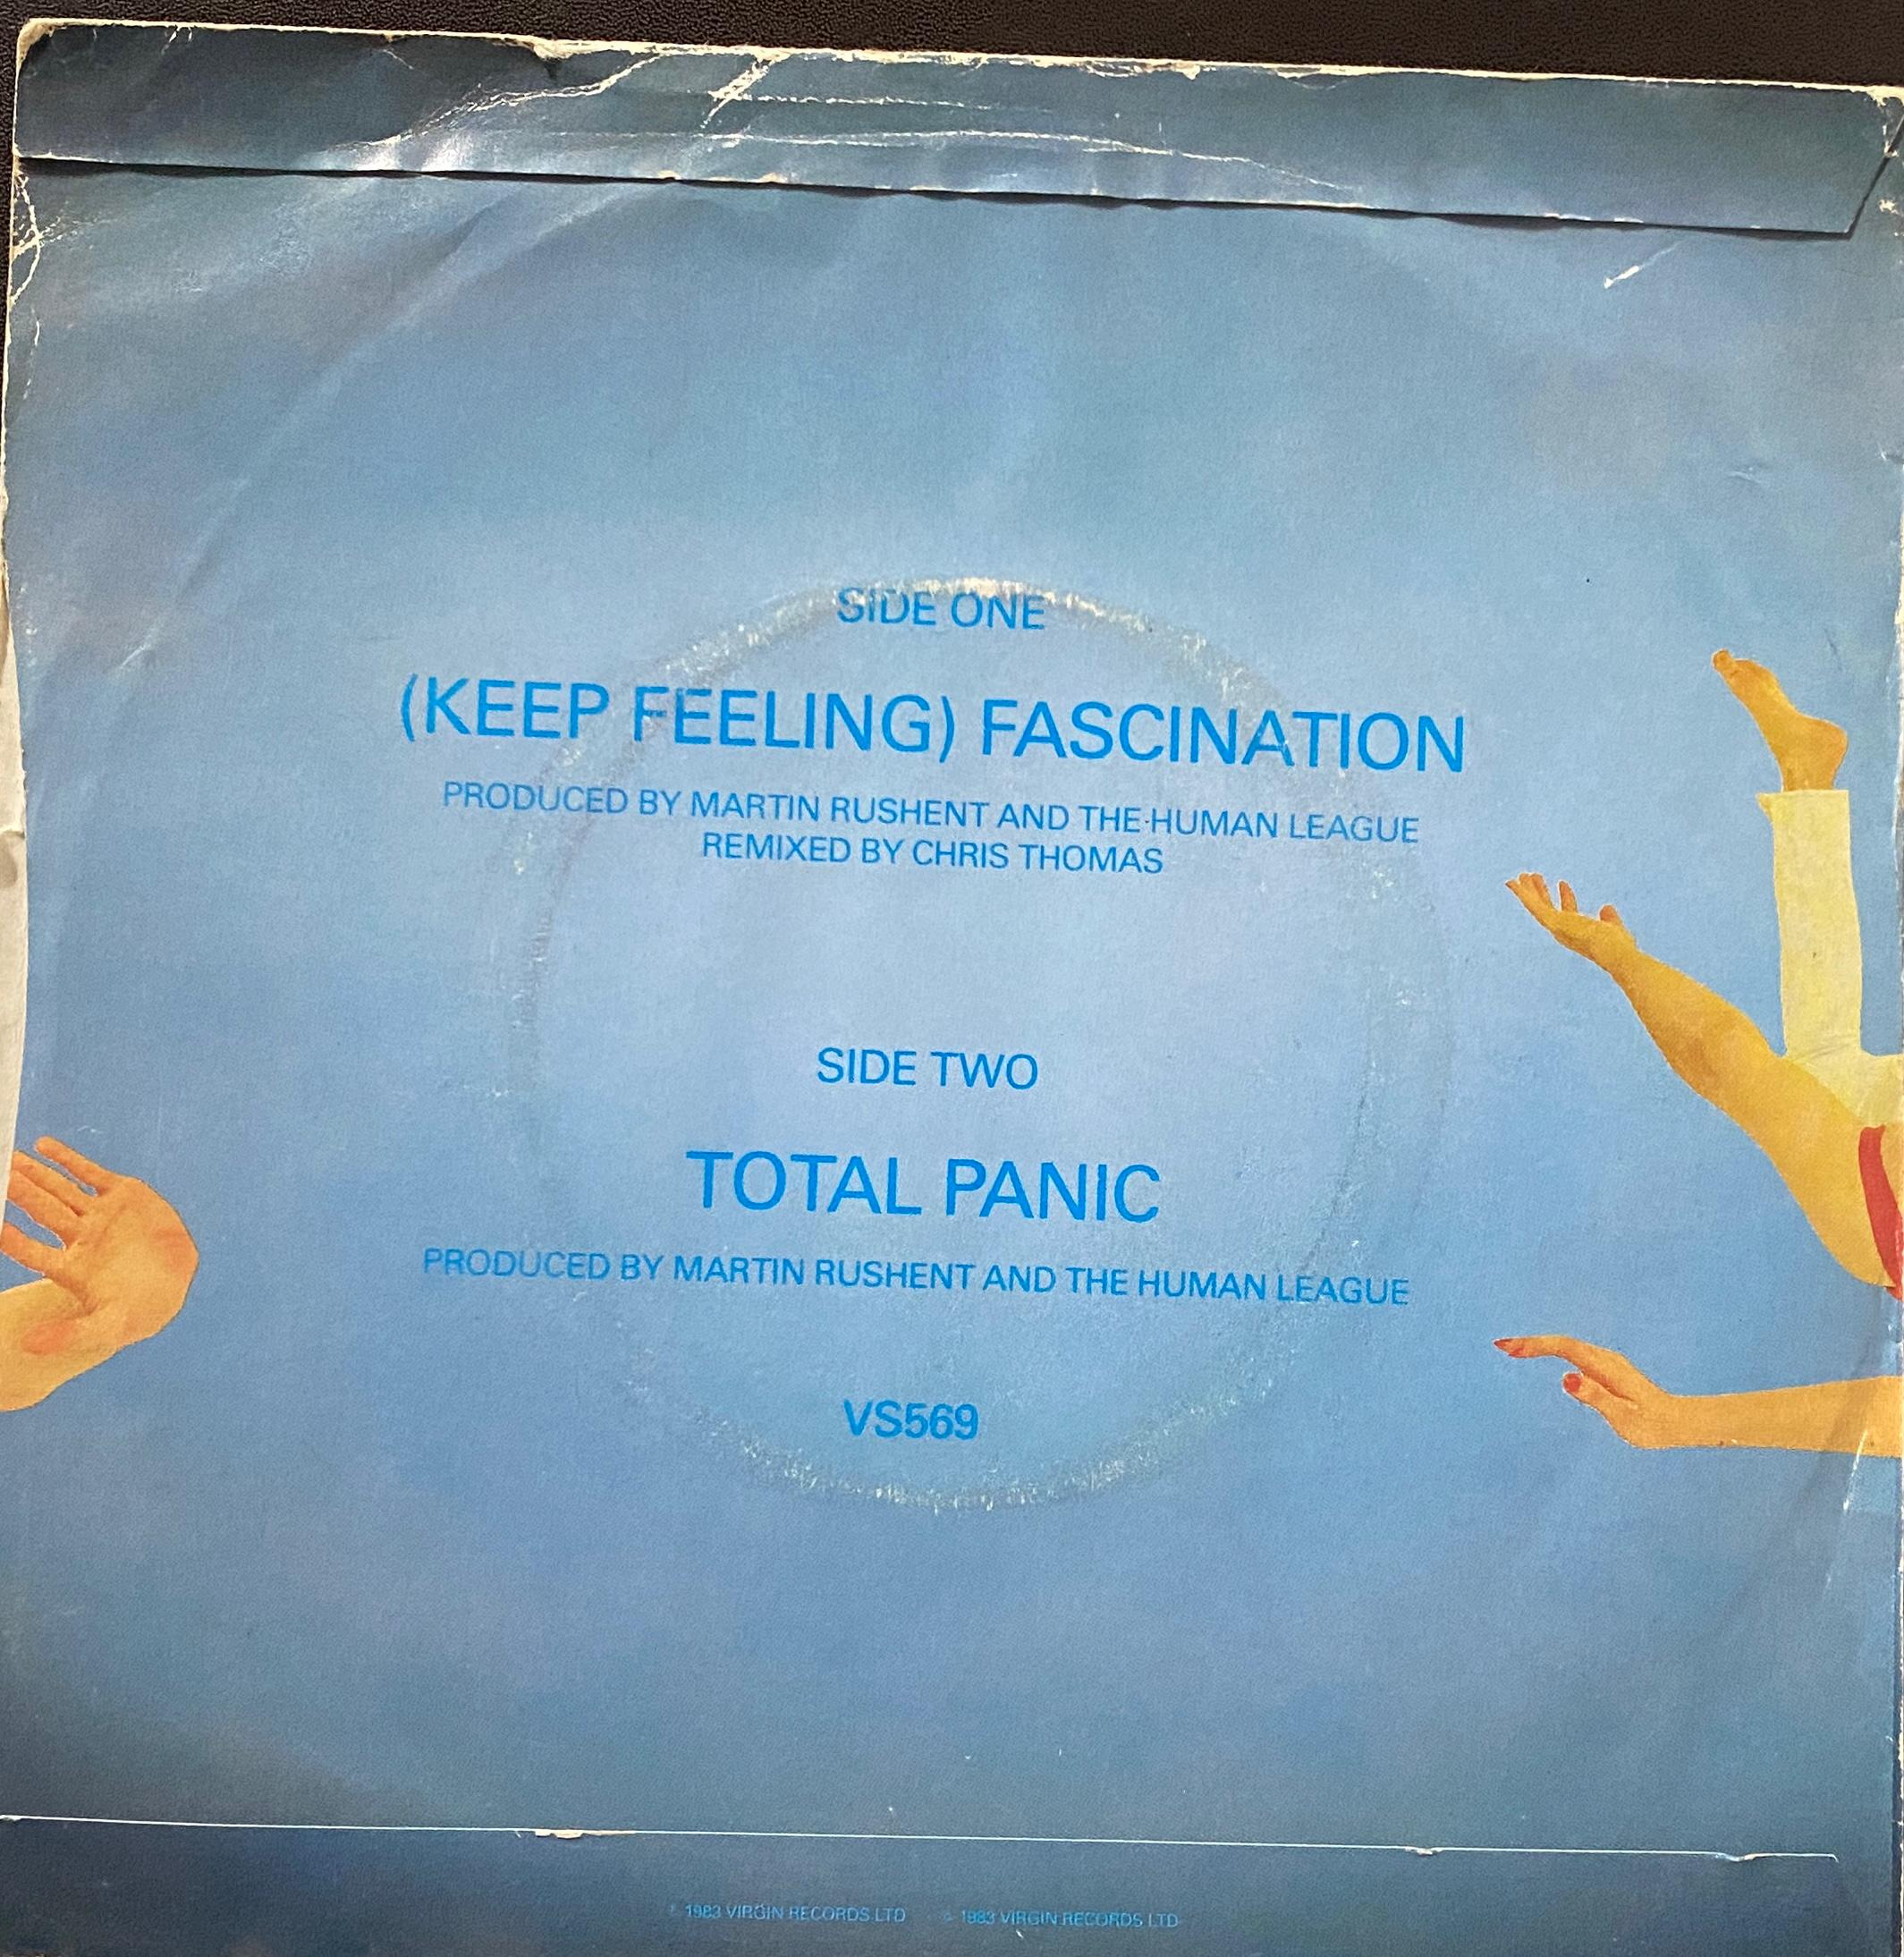 SIDE ONE
(KEEP FEELING) FASCINATION
PRODUCED BY MARTIN RUSHENT AND THE HUMAN LEAGUE
REMIXED BY CHRIS THOMAS
SIDE TWO
TOTAL PANIC
PRODUCED BY MARTIN RUSHENT AND THE HUMAN LEAGUE
VS569
℗ 1983 VIRGIN RECORDS LTD © 1983 VIRGIN RECORDS LTD